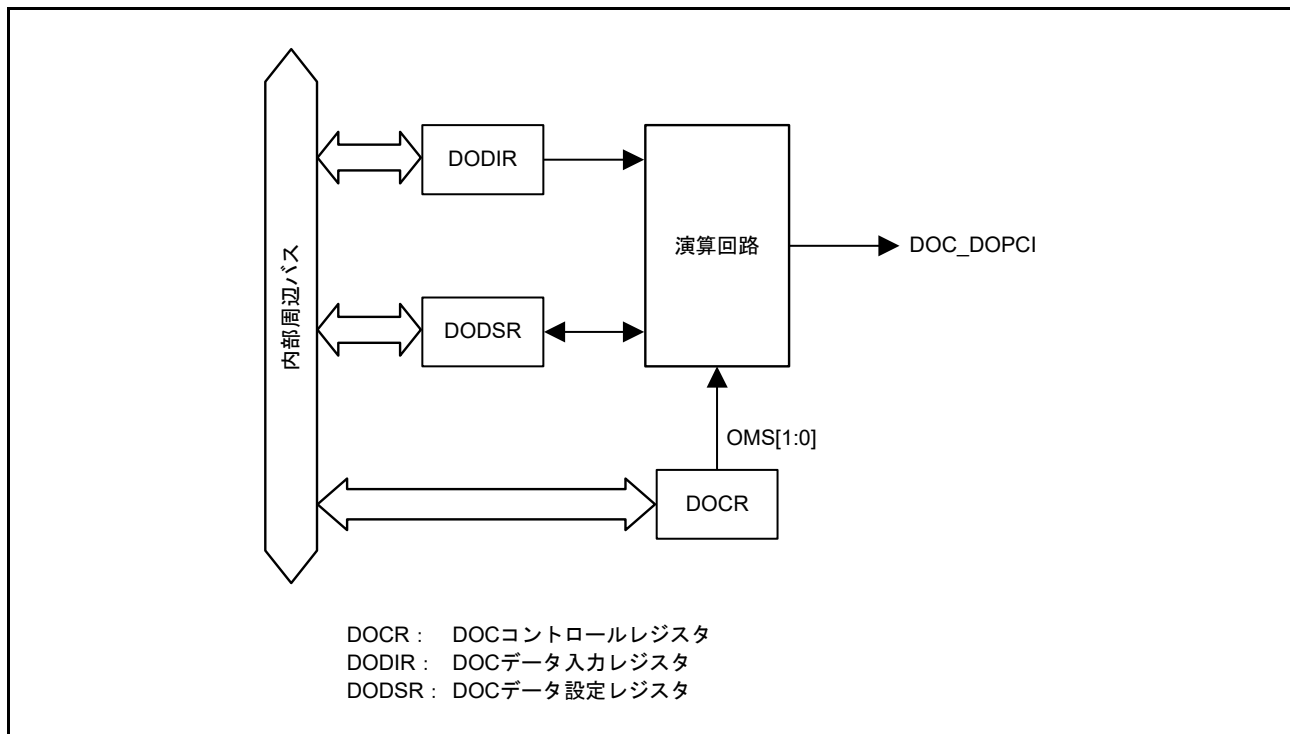 内部周辺バス
DODIR
DODSR
演算回路
DOC_DOPCI
OMS[1:0]
DOCR
DOCR : DOCコントロールレジスタ
DODIR : DOCデータ入力レジスタ
DODSR : DOCデータ設定レジスタ